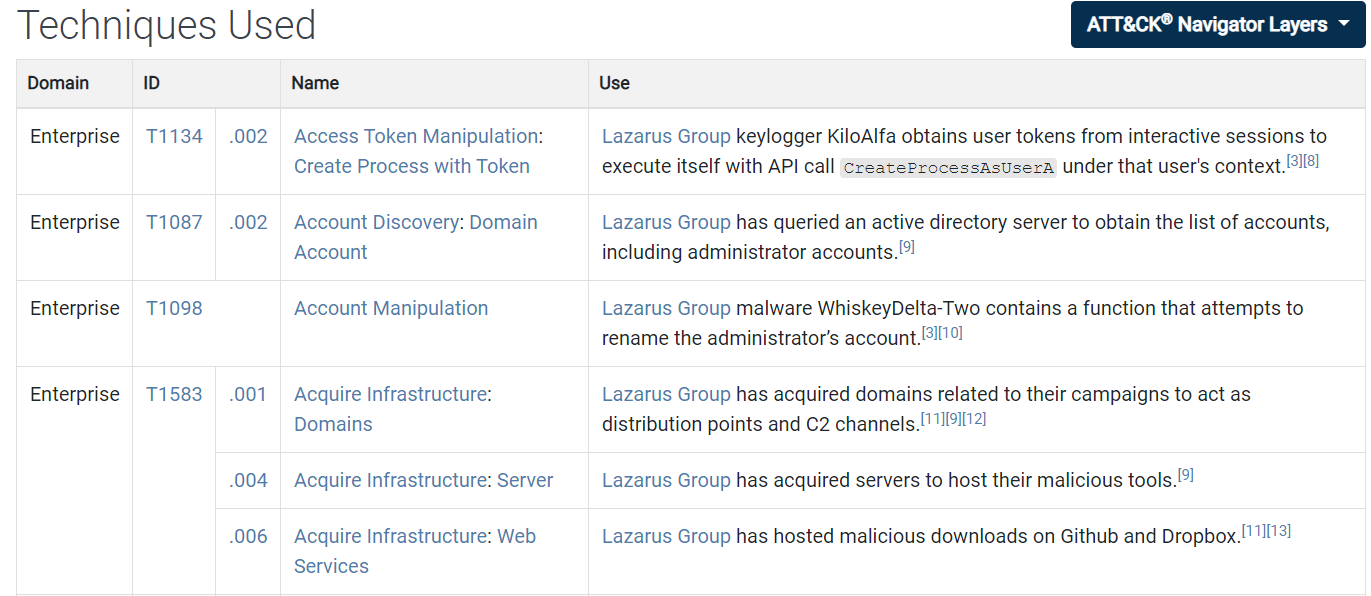 Techniques Used
ATT&CK® Navigator Layers
Domain ID Name Use
Enterprise T1134 .002 Access Token Manipulation: Lazarus Group keylogger KiloAlfa obtains user tokens from interactive sessions to
Create Process with Token execute itself with API call CreateProcessAsUserA under that user's context.[3][8]
Enterprise T1087 .002 Account Discovery: Domain Lazarus Group has queried an active directory server to obtain the list of accounts,
Account including administrator accounts.[9]
Enterprise T1098 Account Manipulation Lazarus Group malware WhiskeyDelta-Two contains a function that attempts to
rename the administrator’s account.[3][10]
Enterprise T1583 .001 Acquire Infrastructure: Lazarus Group has acquired domains related to their campaigns to act as
Domains distribution points and C2 channels.[11][9][12]
.004 Acquire Infrastructure: Server Lazarus Group has acquired servers to host their malicious tools.[9]
.006 Acquire Infrastructure: Web Lazarus Group has hosted malicious downloads on Github and Dropbox.[11][13]
Services